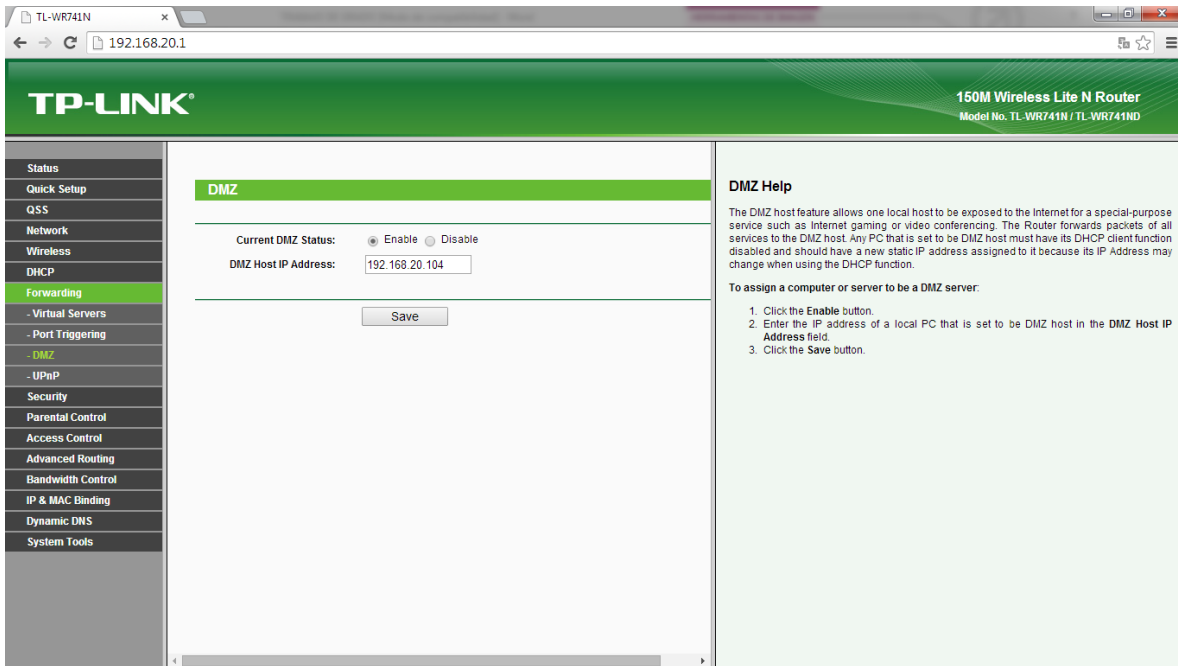 TL-WR741N
192.168.20.1
TP-LINK®
150M Wireless Lite N Router
Model No. TL-WR741N / TL-WR741ND
Status
Quick Setup
QSS
Network
Wireless
DHCP
Forwarding
- Virtual Servers
- Port Triggering
- DMZ
- UPnP
Security
Parental Control
Access Control
Advanced Routing
Bandwidth Control
IP & MAC Binding
Dynamic DNS
System Tools
DMZ
Current DMZ Status: Enable Disable
DMZ Host IP Address: 192.168.20.104
Save
DMZ Help
The DMZ host feature allows one local host to be exposed to the Internet for a special-purpose
service such as Internet gaming or video conferencing. The Router forwards packets of all
services to the DMZ host. Any PC that is set to be DMZ host must have its DHCP client function
disabled and should have a new static IP address assigned to it because its IP Address may
change when using the DHCP function.
To assign a computer or server to be a DMZ server:
1. Click the Enable button.
2. Enter the IP address of a local PC that is set to be DMZ host in the DMZ Host IP
Address field.
3. Click the Save button.